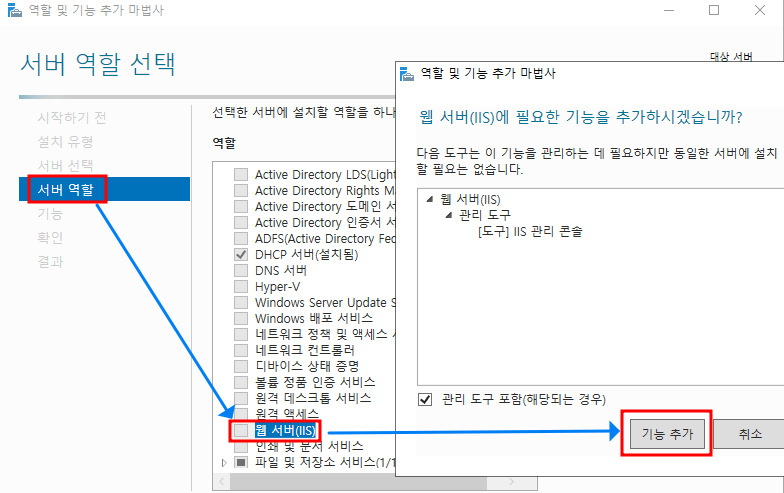 역할 및 기능 추가 마법사
서버 역할 선택
대상 서버
시작하기 전
설치 유형
서버 선택
서버 역할
기능
확인
결과
선택한 서버에 설치할 역할을 하나
역할
Active Directory LDS(Light
Active Directory Rights Ma
Active Directory 도메인 서
Active Directory 인증서 서
ADFS(Active Directory Fed
DHCP 서버(설치됨)
DNS 서버
Hyper-V
Windows Server Update S
Windows 배포 서비스
네트워크 정책 및 액세스 서
네트워크 컨트롤러
디바이스 상태 증명
볼륨 정품 인증 서비스
원격 데스크톱 서비스
원격 액세스
웹 서버(IIS)
인쇄 및 문서 서비스
파일 및 저장소 서비스(1/1
역할 및 기능 추가 마법사
웹 서버(IIS)에 필요한 기능을 추가하시겠습니까?
다음 도구는 이 기능을 관리하는 데 필요하지만 동일한 서버에 설치
할 필요는 없습니다.
웹 서버(IIS)
관리 도구
[도구] IIS 관리 콘솔
관리 도구 포함(해당되는 경우)
기능 추가
취소